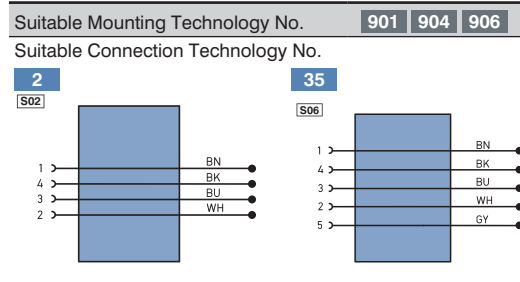 Suitable Mounting Technology No. 901 904 906
Suitable Connection Technology No.
2
S02
1 BN
4 BK
3 BU
2 WH
35
S06
1 BN
4 BK
3 BU
2 WH
5 GY